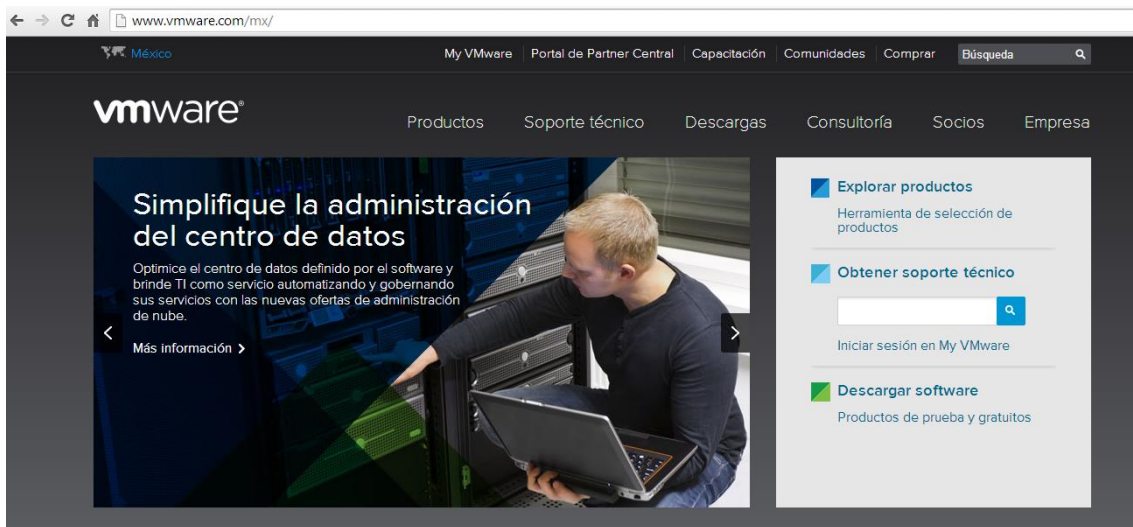 www.vmware.com/mx/
México
My VMware
Portal de Partner Central
Capacitación
Comunidades
Comprar
Búsqueda
vmware®
Productos
Soporte técnico
Descargas
Consultoría
Socios
Empresa
Simplifique la administración
del centro de datos
Optimice el centro de datos definido por el software y
brinde TI como servicio automatizando y gobernando
sus servicios con las nuevas ofertas de administración
de nube.
Más información
Explorar productos
Herramienta de selección de
productos
Obtener soporte técnico
Iniciar sesión en My VMware
Descargar software
Productos de prueba y gratuitos